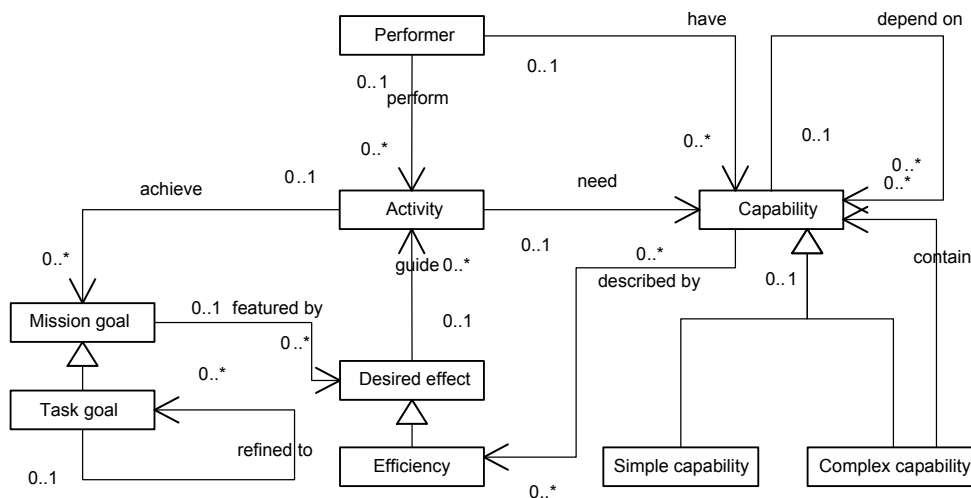 have
depend on
Performer
0..1
0..1
perform
0..1
0..*
0..*
0..*
0..*
achieve
0..1
need
Activity
Capability
0..1
0..*
contain
0..*
guide
0..*
described by
0..1
0..1
featured by
Mission goal
0..1
0..*
0..*
Desired effect
Task goal
refined to
0..1
Efficiency
Simple capability
Complex capability
0..*